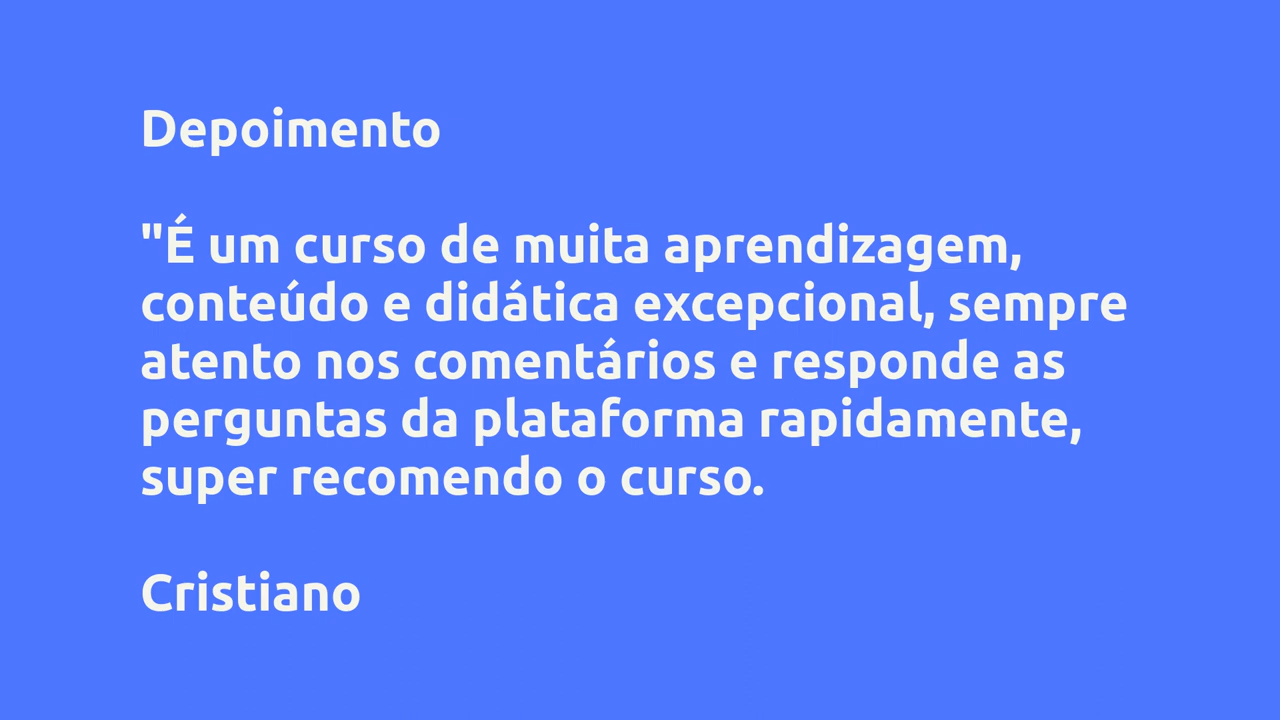 Depoimento
"É um curso de muita aprendizagem,
conteúdo e didática excepcional, sempre
atento nos comentários e responde as
perguntas da plataforma rapidamente,
super recomendo o curso.
Cristiano